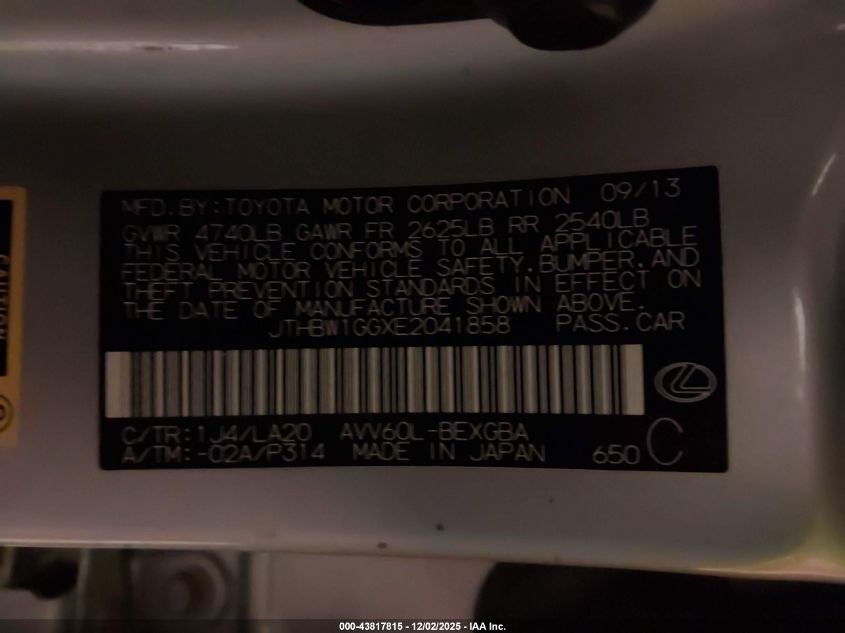 MFD.BY:TOYOTA MOTOR CORPORATION 09/13
GVWR 4740LB GAWR FR 2625LB RR 2540LB
THIS VEHICLE CONFORMS TO ALL APPLICABLE
FEDERAL MOTOR VEHICLE SAFETY,BUMPER,AND
THEFT PREVENTION STANDARDS IN EFFECT ON
THE DATE OF MANUFACTURE SHOWN ABOVE.
JTHBW1GGXE2041858 PASS.CAR
C/TR:1J4/LA20 AVV60L-BEXGBA
A/TM:-02A/P314 MADE IN JAPAN 650 C
CAUTION
000-43817815 - 12/02/2025 - IAA Inc.